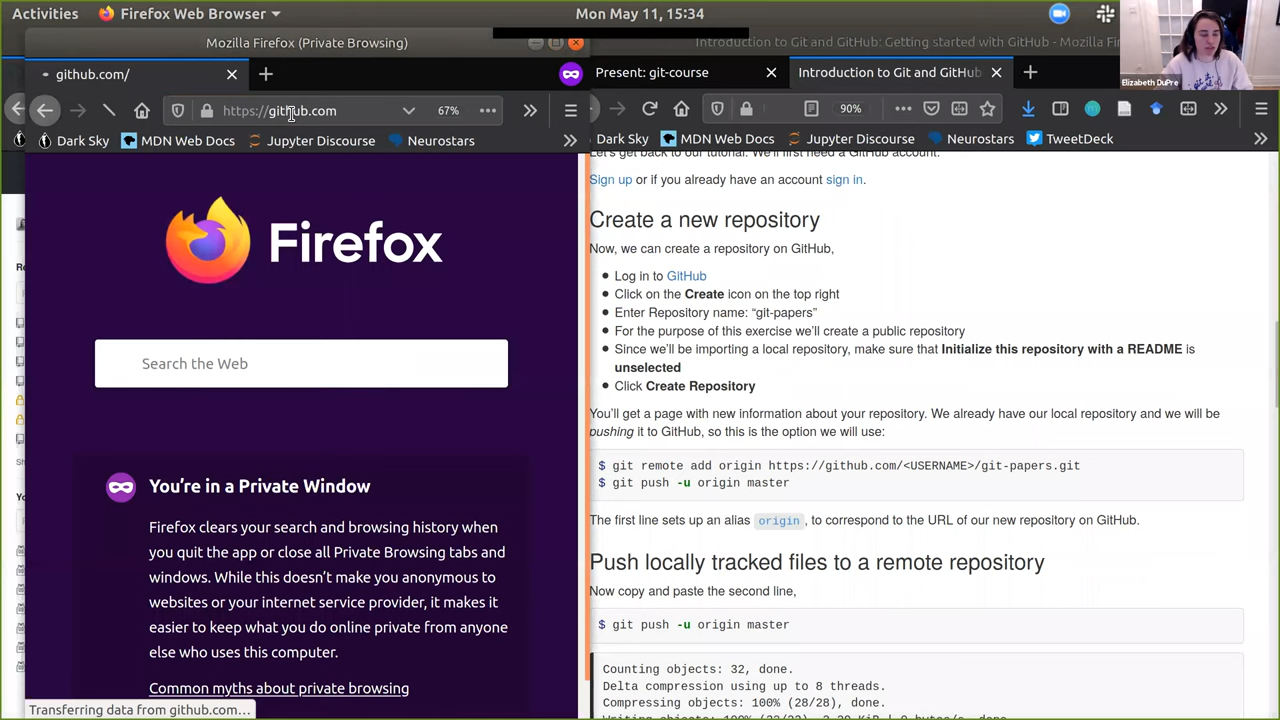 Activities
Firefox Web Browser
Mon May 11, 15:34
Mozilla Firefox (Private Browsing)
Introduction to Git and GitHub: Getting started with GitHub - Mozilla Fi
Elizabeth DuPre
github.com/
Present: git-course
Introduction to Git and GitHub
https://github.com
67%
90%
Dark Sky
MDN Web Docs
Jupyter Discourse
Neurostars
Dark Sky
MDN Web Docs
Jupyter Discourse
Neurostars
TweetDeck
Firefox
Search the Web
You're in a Private Window
Firefox clears your search and browsing history when
you quit the app or close all Private Browsing tabs and
windows. While this doesn't make you anonymous to
websites or your internet service provider, it makes it
easier to keep what you do online private from anyone
else who uses this computer.
Common myths about private browsing
Transferring data from github.com...
Let's get back to our tutorial. We'll first need a GitHub account.
Sign up or if you already have an account sign in.
Create a new repository
Now, we can create a repository on GitHub,
Log in to GitHub
Click on the Create icon on the top right
Enter Repository name: “git-papers”
For the purpose of this exercise we'll create a public repository
Since we'll be importing a local repository, make sure that Initialize this repository with a README is
unselected
Click Create Repository
You'll get a page with new information about your repository. We already have our local repository and we will be
pushing it to GitHub, so this is the option we will use:
$ git remote add origin https://github.com/<USERNAME>/git-papers.git
$ git push -u origin master
The first line sets up an alias origin, to correspond to the URL of our new repository on GitHub.
Push locally tracked files to a remote repository
Now copy and paste the second line,
$ git push -u origin master
Counting objects: 32, done.
Delta compression using up to 8 threads.
Compressing objects: 100% (28/28), done.